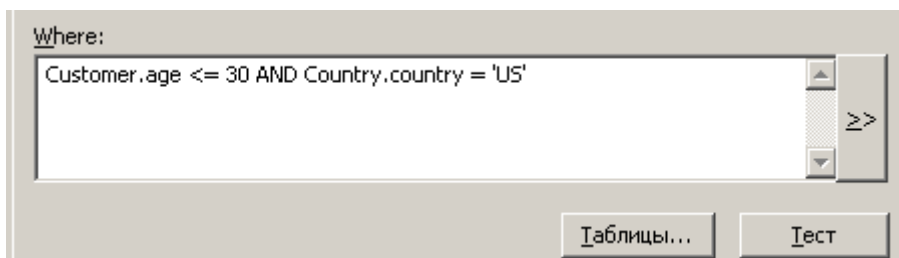 Where:
Customer.age <= 30 AND Country.country = 'US'
>>
Таблицы... Тест